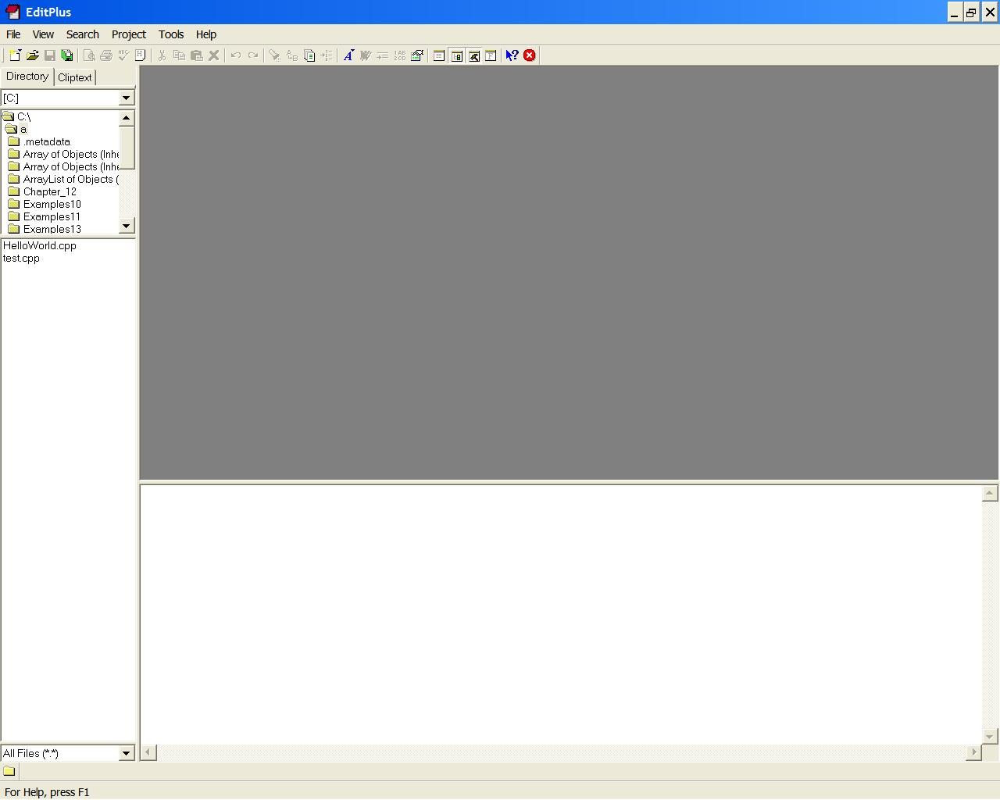 EditPlus
File View Search Project Tools Help
Directory Cliptext
[C:]
C:\
a
.metadata
Array of Objects (Inhe
Array of Objects (Inhe
ArrayList of Objects (
Chapter_12
Examples10
Examples11
Examples13
HelloWorld.cpp
test.cpp
All Files (*.*)
For Help, press F1